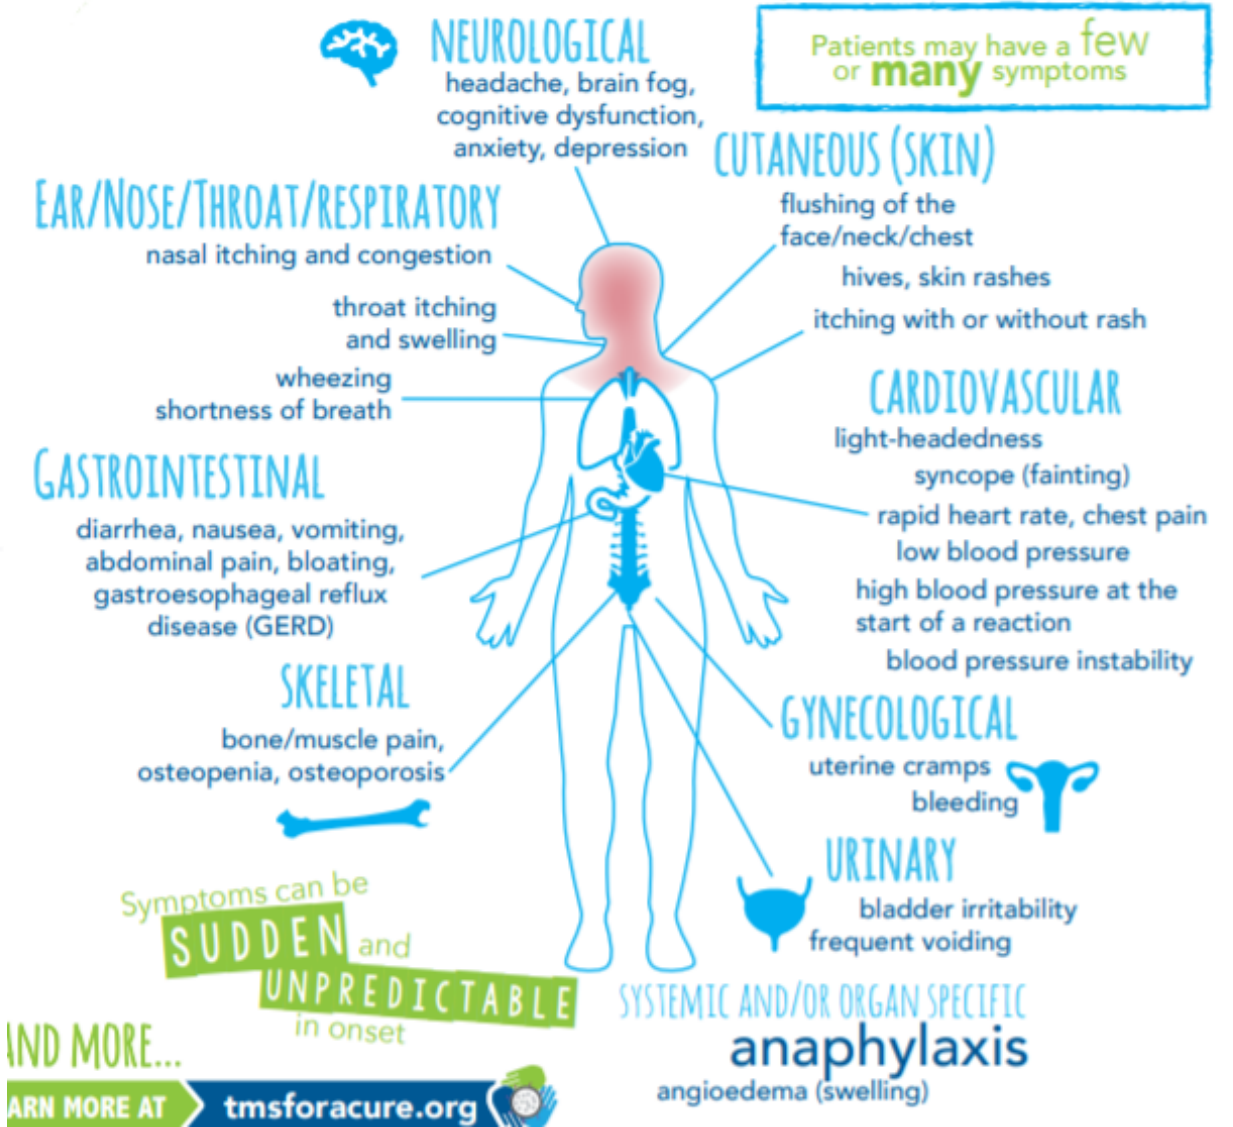 NEUROLOGICAL
headache, brain fog,
cognitive dysfunction,
anxiety, depression
Patients may have a few
or many symptoms
CUTANEOUS (SKIN)
flushing of the
face/neck/chest
hives, skin rashes
itching with or without rash
EAR/NOSE/THROAT/RESPIRATORY
nasal itching and congestion
throat itching
and swelling
wheezing
shortness of breath
CARDIOVASCULAR
light-headedness
syncope (fainting)
rapid heart rate, chest pain
low blood pressure
high blood pressure at the
start of a reaction
blood pressure instability
GASTROINTESTINAL
diarrhea, nausea, vomiting,
abdominal pain, bloating,
gastroesophageal reflux
disease (GERD)
SKELETAL
bone/muscle pain,
osteopenia, osteoporosis
GYNECOLOGICAL
uterine cramps
bleeding
URINARY
bladder irritability
frequent voiding
Symptoms can be
SUDDEN and
UNPREDICTABLE
in onset
SYSTEMIC AND/OR ORGAN SPECIFIC
anaphylaxis
angioedema (swelling)
AND MORE...
ARN MORE AT
tmsforacure.org